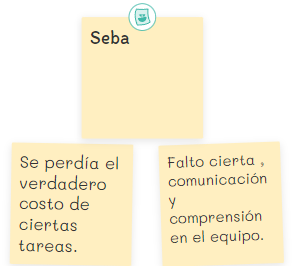 Seba
Se perdía el
verdadero
costo de
ciertas
tareas.
Falto cierta ,
comunicación
y
comprensión
en el equipo.